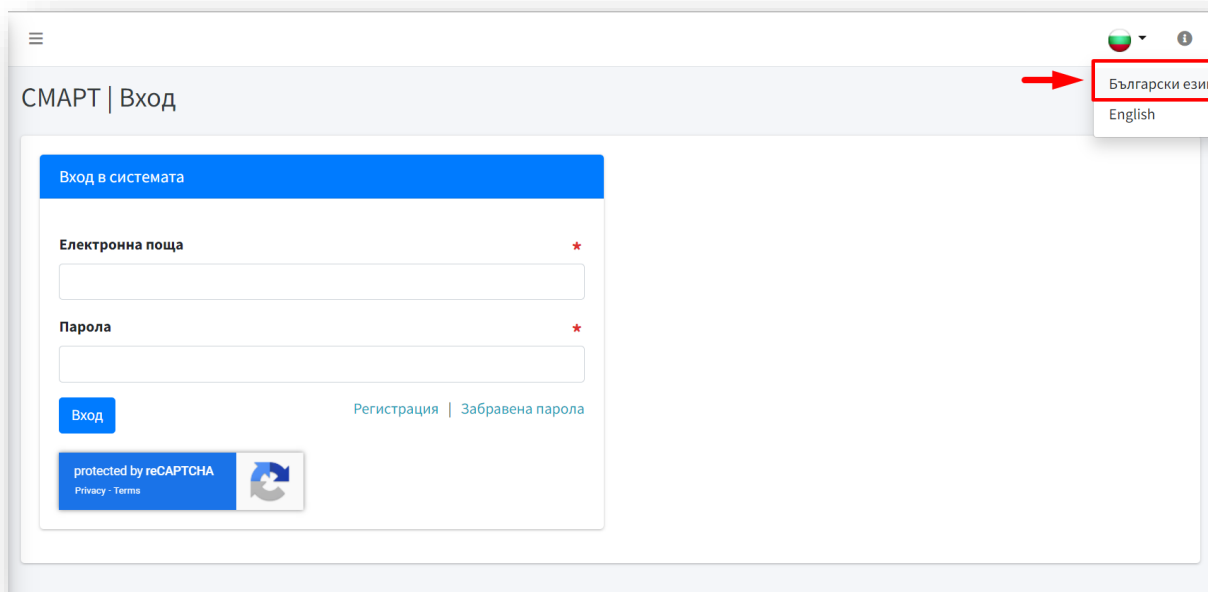 СМАРТ | Вход
Български
English
Вход в системата
Електронна поща *
Парола *
Вход
Регистрация | Забравена парола
protected by reCAPTCHA
Privacy - Terms